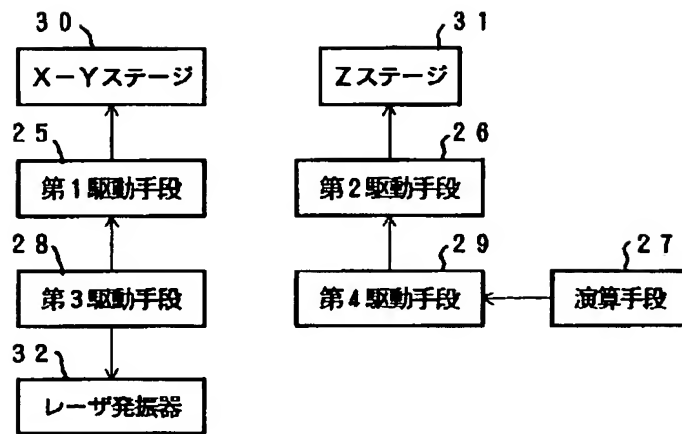 30 31
X-Yステージ Zステージ
25 26
第1駆動手段 第2駆動手段
28 29 27
第3駆動手段 第4駆動手段 演算手段
32
レーザ発振器